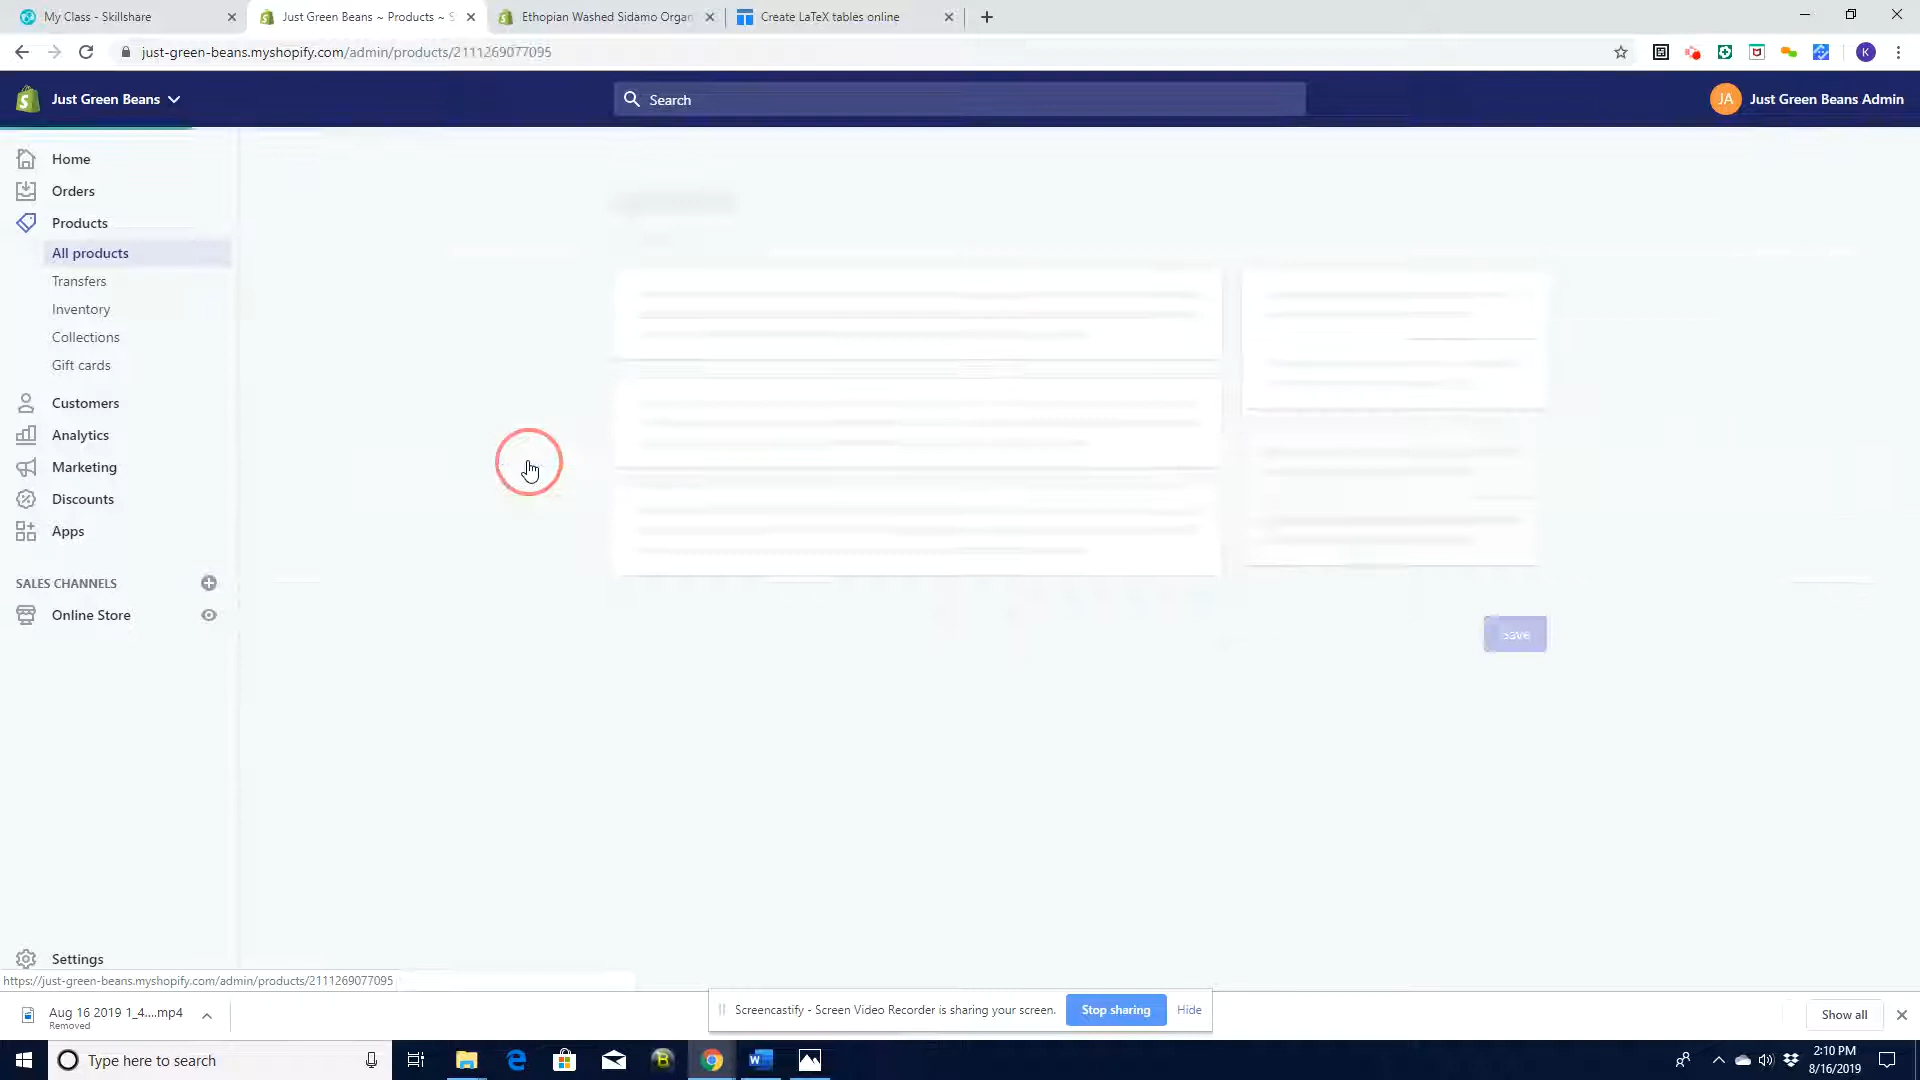 My Class - Skillshare
Just Green Beans ~ Products ~ S
Ethopian Washed Sidamo Organ
Create LaTeX tables online
just-green-beans.myshopify.com/admin/products/2111269077095
K
Just Green Beans
Search
JA
Just Green Beans Admin
Home
Orders
Products
All products
Transfers
Inventory
Collections
Gift cards
Customers
Analytics
Marketing
Discounts
Apps
SALES CHANNELS
Online Store
Save
Settings
https://just-green-beans.myshopify.com/admin/products/2111269077095
Aug 16 2019 1_4....mp4
Removed
Screencastify - Screen Video Recorder is sharing your screen.
Stop sharing
Hide
Show all
Type here to search
2:10 PM
8/16/2019